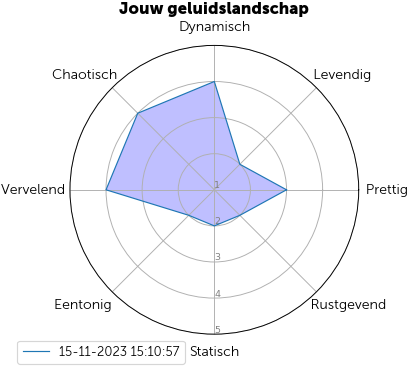 Jouw geluidslandschap
Dynamisch
Chaotisch
Levendig
Vervelend
1
Prettig
2
3
4
Eentonig
Rustgevend
5
15-11-2023 15:10:57
Statisch